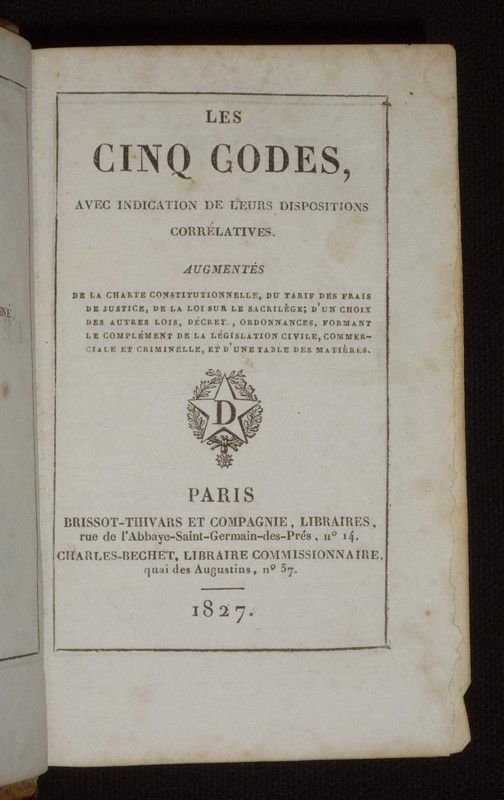 LES
CINQ CODES,
AVEC INDICATION DE LEURS DISPOSITIONS
CORRÉLATIVES.
AUGMENTÉS
DE LA CHARTE CONSTITUTIONNELLE, DU TARIF DES FRAIS
DE JUSTICE, DE LA LOI SUR LE SACRILÈGE; D'UN CHOIX
DES AUTRES LOIS, DÉCRET., ORDONNANCES, FORMANT
LE COMPLÉMENT DE LA LÉGISLATION CIVILE, COMMER-
CIALE ET CRIMINELLE, ET D'UNE TABLE DES MATIÈRES.
D
PARIS
BRISSOT-THIVARS ET COMPAGNIE, LIBRAIRES,
rue de l'Abbaye-Saint-Germain-des-Prés, nº 14.
CHARLES-BECHET, LIBRAIRE COMMISSIONNAIRE,
quai des Augustins, nº 57.
1827.